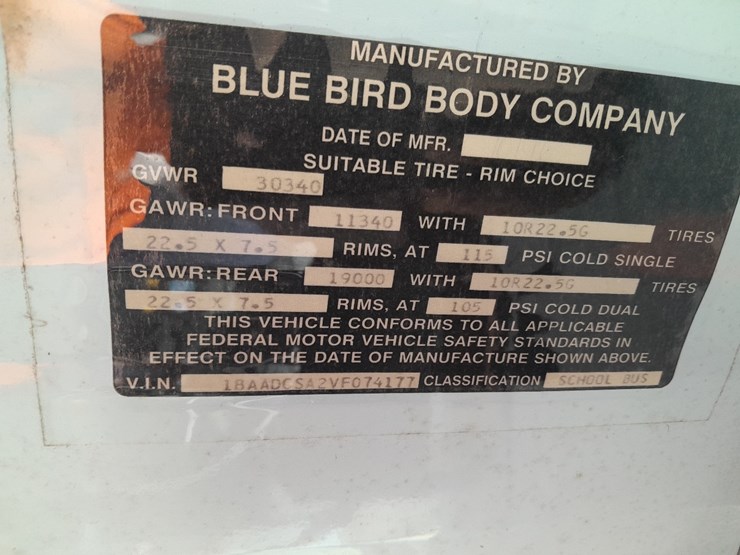 MANUFACTURED BY
BLUE BIRD BODY COMPANY
DATE OF MFR.
SUITABLE TIRE - RIM CHOICE
GVWR 30340
GAWR: FRONT 11340 WITH 10R22.5G TIRES
22.5 X 7.5 RIMS, AT 115 PSI COLD SINGLE
GAWR: REAR 19000 WITH 10R22.5G TIRES
22.5 X 7.5 RIMS, AT 105 PSI COLD DUAL
THIS VEHICLE CONFORMS TO ALL APPLICABLE
FEDERAL MOTOR VEHICLE SAFETY STANDARDS IN
EFFECT ON THE DATE OF MANUFACTURE SHOWN ABOVE.
V.I.N. 1BAADCSA2VF074177 CLASSIFICATION SCHOOL BUS